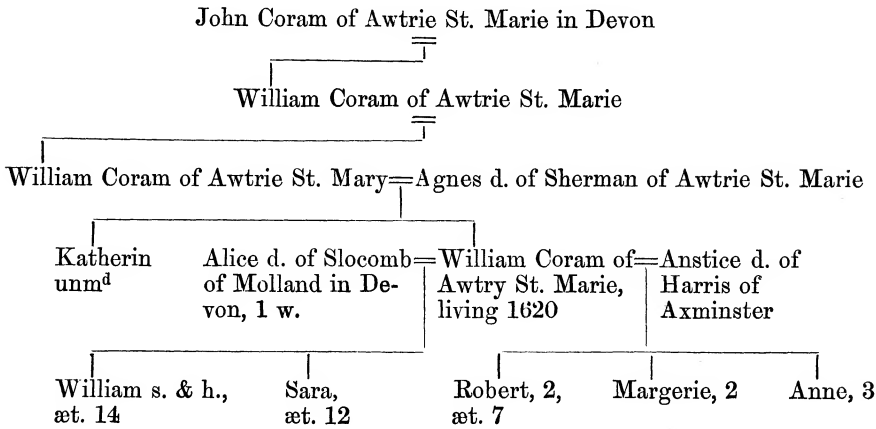 John Coram of Awtrie St. Marie in Devon
William Coram of Awtrie St. Marie
William Coram of Awtrie St. Mary=Agnes d. of Sherman of Awtrie St. Marie
Katherin
unmd
Alice d. of Slocomb=William Coram of=Anstice d. of
of Molland in De-
von, 1 w.
Awtry St. Marie,
living 1620
Harris of
Axminster
William s. & h.,
æt. 14
Sara,
æt. 12
Robert, 2,
æt. 7
Margerie, 2
Anne, 3